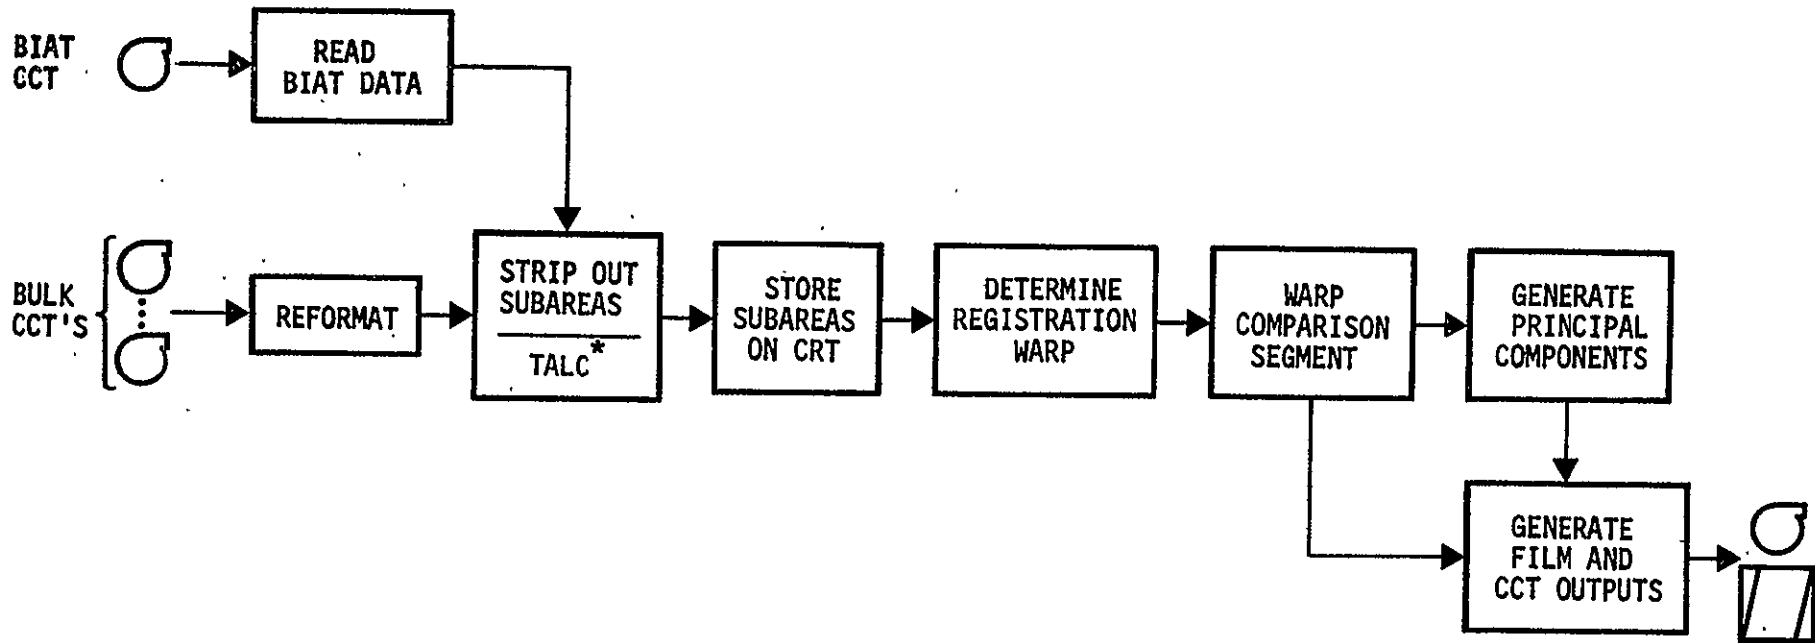 BIAT
CCT
READ
BIAT DATA
BULK
CCT'S
REFORMAT
STRIP OUT
SUBAREAS
TALC*
STORE
SUBAREAS
ON CRT
DETERMINE
REGISTRATION
WARP
WARP
COMPARISON
SEGMENT
GENERATE
PRINCIPAL
COMPONENTS
GENERATE
FILM AND
CCT OUTPUTS